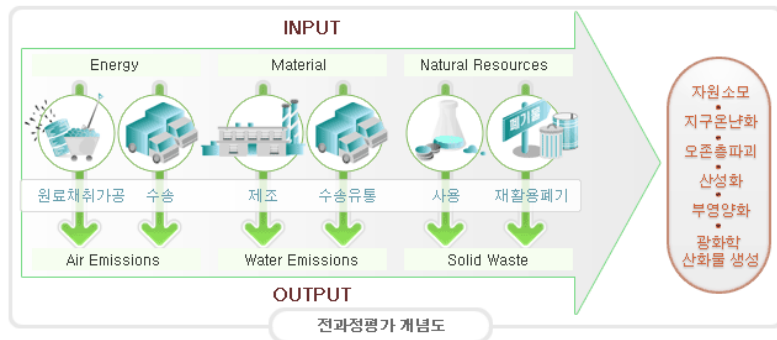 INPUT
Energy
Material
Natural Resources
폐기물
원료채취가공
수송
제조
수송유통
사용
재활용폐기
Air Emissions
Water Emissions
Solid Waste
OUTPUT
자원소모
지구온난화
오존층파괴
산성화
부영양화
광화학
산화물 생성
전과정평가 개념도